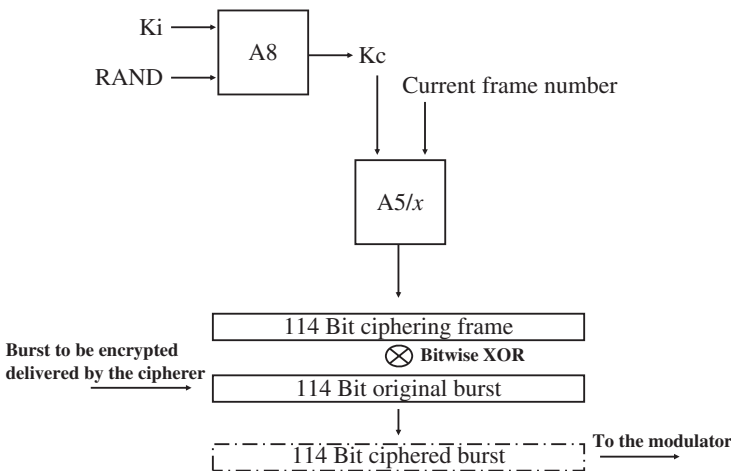 Ki
A8
Kc
RAND
Current frame number
A5/x
114 Bit ciphering frame
Burst to be encrypted
delivered by the cipherer
Bitwise XOR
114 Bit original burst
To the modulator
114 Bit ciphered burst